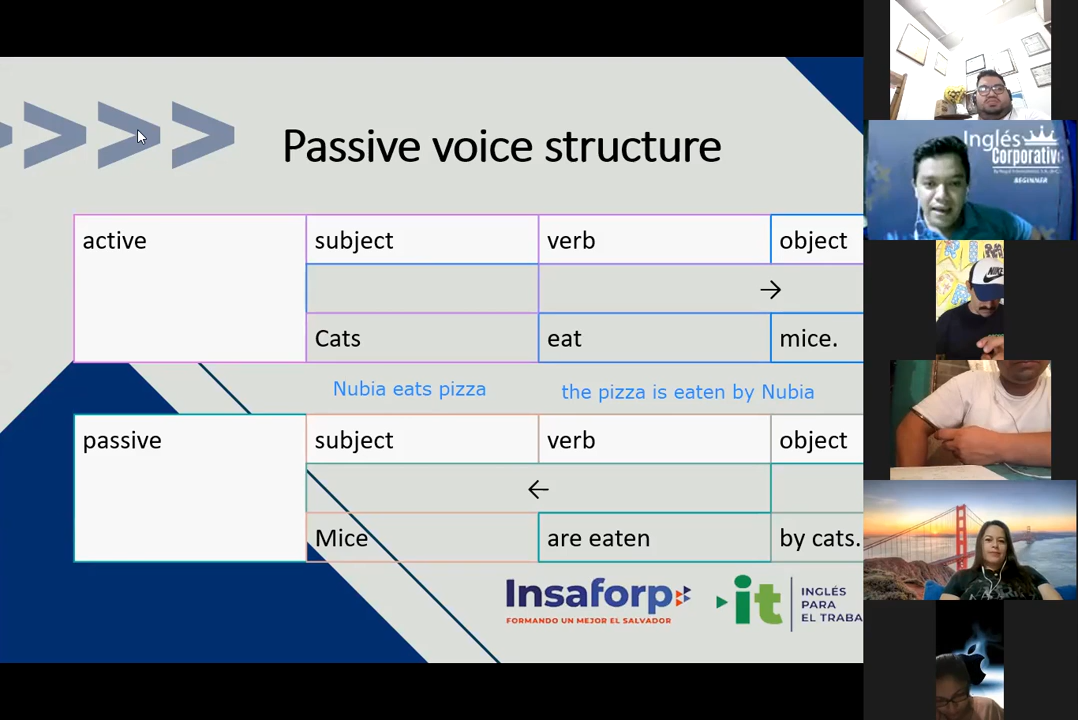 Passive voice structure
active subject verb object
→
Cats eat mice.
Nubia eats pizza the pizza is eaten by Nubia
passive subject verb object
←
Mice are eaten by cats.
Insaforp
FORMANDO UN MEJOR EL SALVADOR
it
INGLÉS
PARA
EL TRABA
Inglés
Corporativo
BEGINNER
NIKE